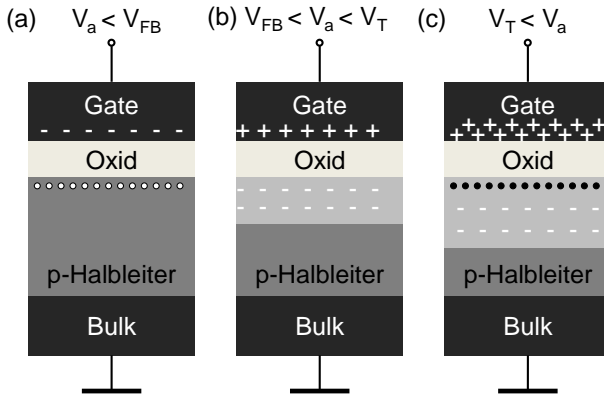 (a) V_a < V_FB
Gate
- - - - - - -
Oxid
p-Halbleiter
Bulk
(b) V_FB < V_a < V_T
Gate
+ + + + + + +
Oxid
- - - - - - -
- - - - - - -
p-Halbleiter
Bulk
(c) V_T < V_a
Gate
+ + + + + + +
+ + + + + + +
Oxid
- - - - - - -
- - - - - - -
p-Halbleiter
Bulk